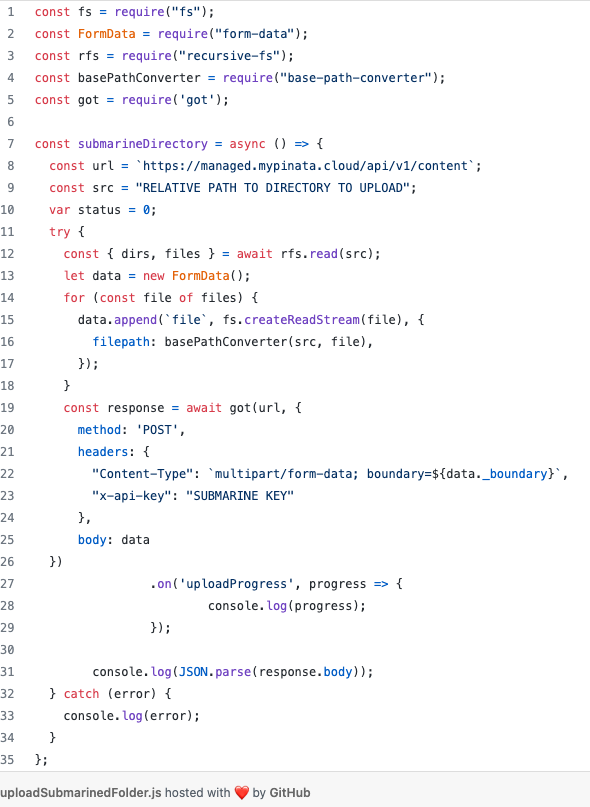 1 const fs = require("fs");
2 const FormData = require("form-data");
3 const rfs = require("recursive-fs");
4 const basePathConverter = require("base-path-converter");
5 const got = require('got');
6
7 const submarineDirectory = async () => {
8   const url = `https://managed.mypinata.cloud/api/v1/content`;
9   const src = "RELATIVE PATH TO DIRECTORY TO UPLOAD";
10   var status = 0;
11   try {
12     const { dirs, files } = await rfs.read(src);
13     let data = new FormData();
14     for (const file of files) {
15       data.append(`file`, fs.createReadStream(file), {
16         filepath: basePathConverter(src, file),
17       });
18     }
19     const response = await got(url, {
20       method: 'POST',
21       headers: {
22         "Content-Type": `multipart/form-data; boundary=${data._boundary}`,
23         "x-api-key": "SUBMARINE KEY"
24       },
25       body: data
26   })
27                 .on('uploadProgress', progress => {
28                         console.log(progress);
29                 });
30
31         console.log(JSON.parse(response.body));
32   } catch (error) {
33     console.log(error);
34   }
35 };
uploadSubmarinedFolder.js hosted with ❤ by GitHub